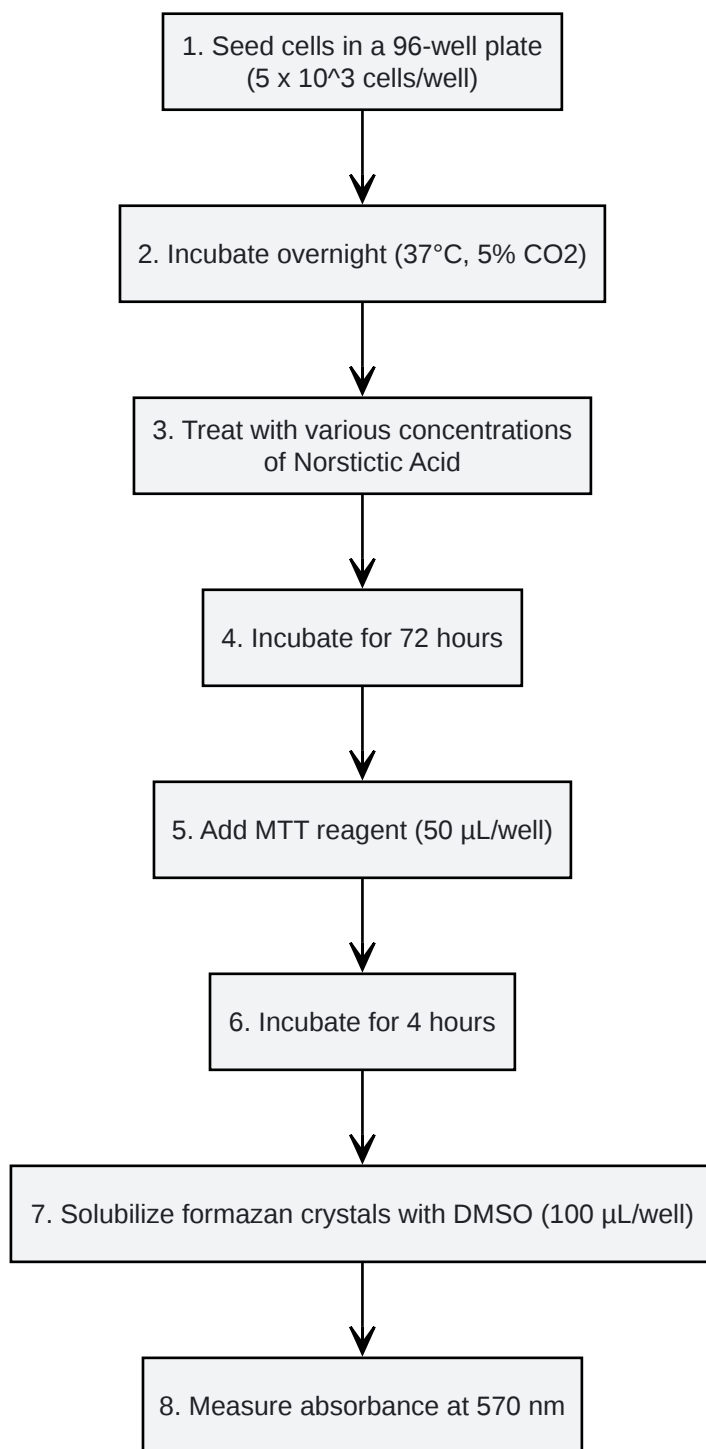 1. Seed cells in a 96-well plate
(5 x 10^3 cells/well)
2. Incubate overnight (37°C, 5% CO2)
3. Treat with various concentrations
of Norstictic Acid
4. Incubate for 72 hours
5. Add MTT reagent (50 µL/well)
6. Incubate for 4 hours
7. Solubilize formazan crystals with DMSO (100 µL/well)
8. Measure absorbance at 570 nm